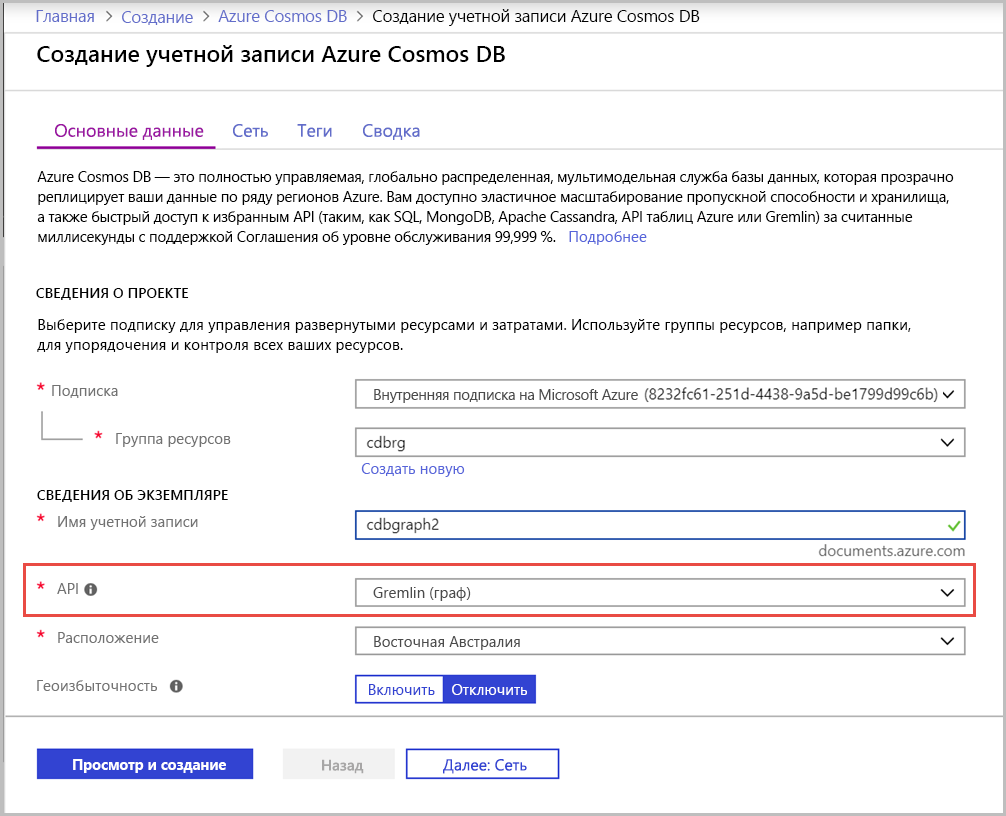 Главная > Создание > Azure Cosmos DB > Создание учетной записи Azure Cosmos DB
Создание учетной записи Azure Cosmos DB
Основные данные Сеть Теги Сводка
Azure Cosmos DB — это полностью управляемая, глобально распределенная, мультимодельная служба базы данных, которая прозрачно
реплицирует ваши данные по ряду регионов Azure. Вам доступно эластичное масштабирование пропускной способности и хранилища,
а также быстрый доступ к избранным API (таким, как SQL, MongoDB, Apache Cassandra, API таблиц Azure или Gremlin) за считанные
миллисекунды с поддержкой Соглашения об уровне обслуживания 99,999 %. Подробнее
СВЕДЕНИЯ О ПРОЕКТЕ
Выберите подписку для управления развернутыми ресурсами и затратами. Используйте группы ресурсов, например папки,
для упорядочения и контроля всех ваших ресурсов.
* Подписка Внутренняя подписка на Microsoft Azure (8232fc61-251d-4438-9a5d-be1799d99c6b)
* Группа ресурсов cdbrg
Создать новую
СВЕДЕНИЯ ОБ ЭКЗЕМПЛЯРЕ
* Имя учетной записи cdbgraph2
documents.azure.com
* API Gremlin (граф)
* Расположение Восточная Австралия
Геоизбыточность Включить Отключить
Просмотр и создание Назад Далее: Сеть